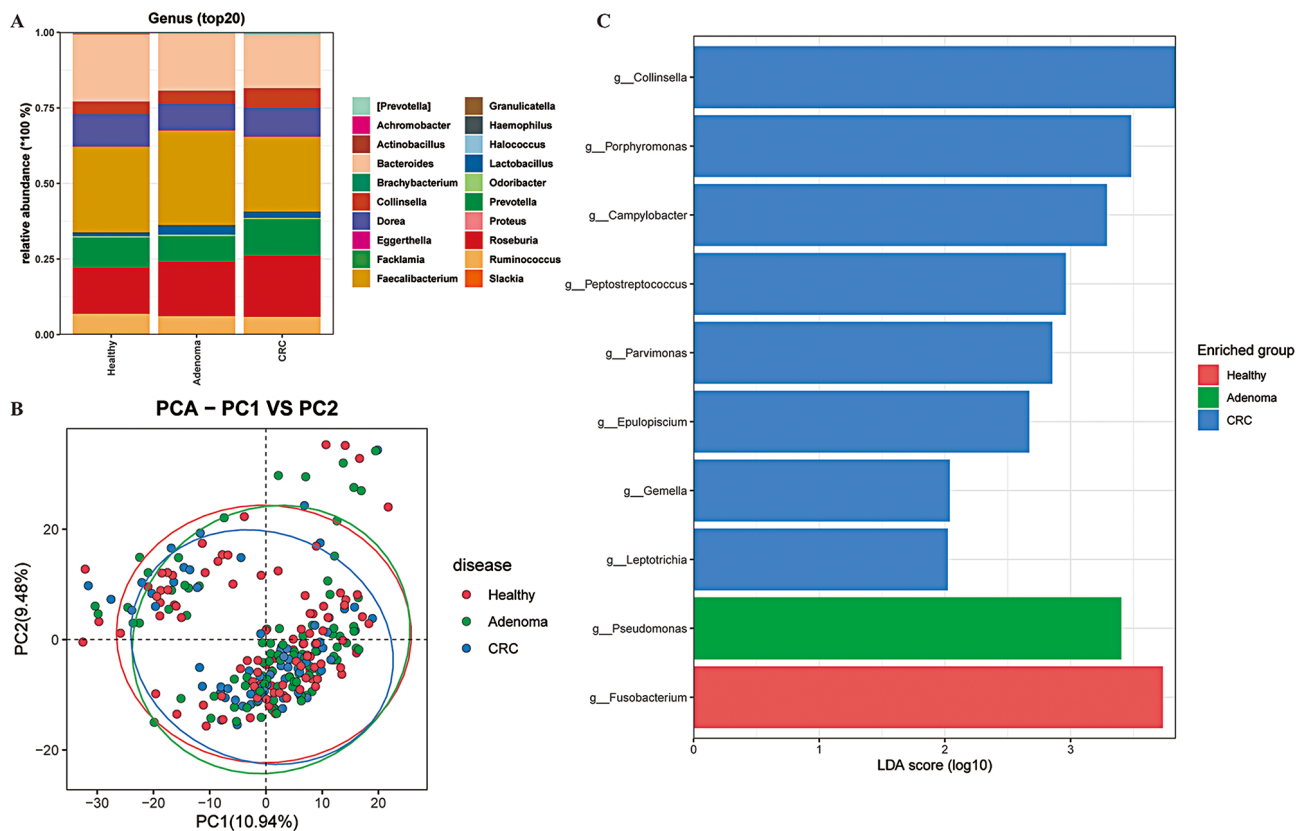 A
Genus (top20)
relative abundance (*100 %)
1.00
0.75
0.50
0.25
0.00
Healthy
Adenoma
CRC
[Prevotella]
Achromobacter
Actinobacillus
Bacteroides
Brachybacterium
Collinsella
Dorea
Eggerthella
Facklamia
Faecalibacterium
Granulicatella
Haemophilus
Halococcus
Lactobacillus
Odoribacter
Prevotella
Proteus
Roseburia
Ruminococcus
Slackia
B
PCA − PC1 VS PC2
PC2(9.48%)
20
0
−20
−30
−20
−10
0
10
20
PC1(10.94%)
disease
Healthy
Adenoma
CRC
C
g__Collinsella
g__Porphyromonas
g__Campylobacter
g__Peptostreptococcus
g__Parvimonas
g__Epulopiscium
g__Gemella
g__Leptotrichia
g__Pseudomonas
g__Fusobacterium
0
1
2
3
LDA score (log10)
Enriched group
Healthy
Adenoma
CRC